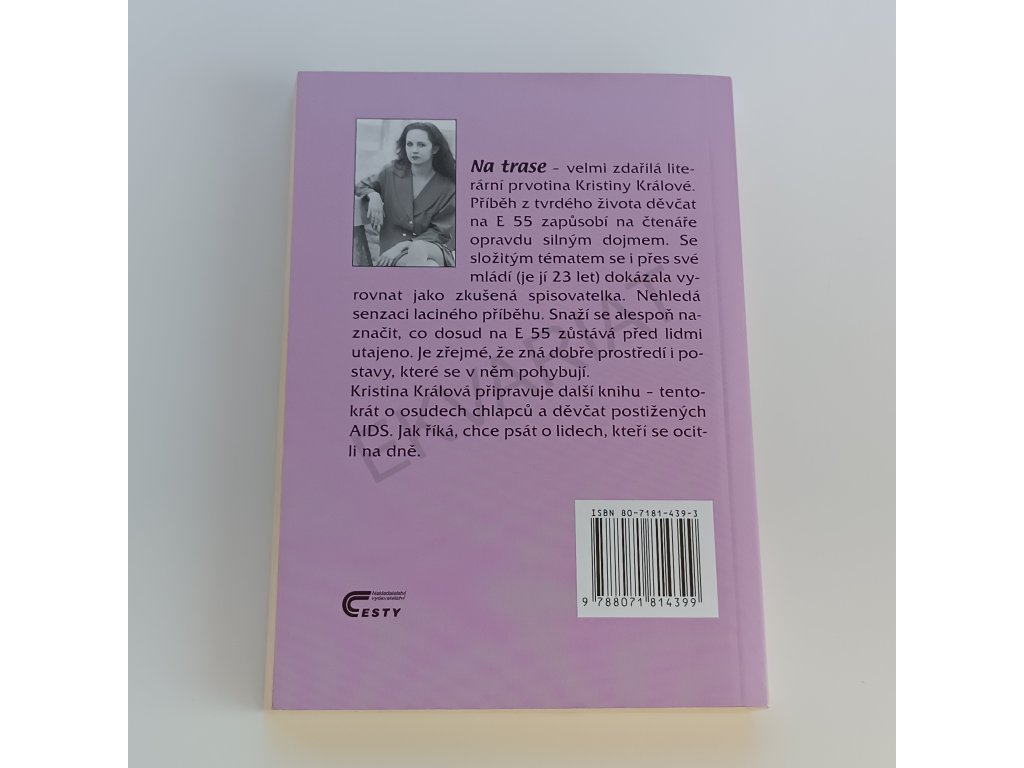 Na trase – velmi zdařilá lite-
rární prvotina Kristiny Králové.
Příběh z tvrdého života děvčat
na E 55 zapůsobí na čtenáře
opravdu silným dojmem. Se
složitým tématem se i přes své
mládí (je jí 23 let) dokázala vy-
rovnat jako zkušená spisovatelka. Nehledá
senzaci laciného příběhu. Snaží se alespoň na-
značit, co dosud na E 55 zůstává před lidmi
utajeno. Je zřejmé, že zná dobře prostředí i po-
stavy, které se v něm pohybují.
Kristina Králová připravuje další knihu – tento-
krát o osudech chlapců a děvčat postižených
AIDS. Jak říká, chce psát o lidech, kteří se ocit-
li na dně.
EKVARIAT
ISBN 80-7181-439-3
9 788071 814399
Nakladatelství
vydavatelství
CESTY